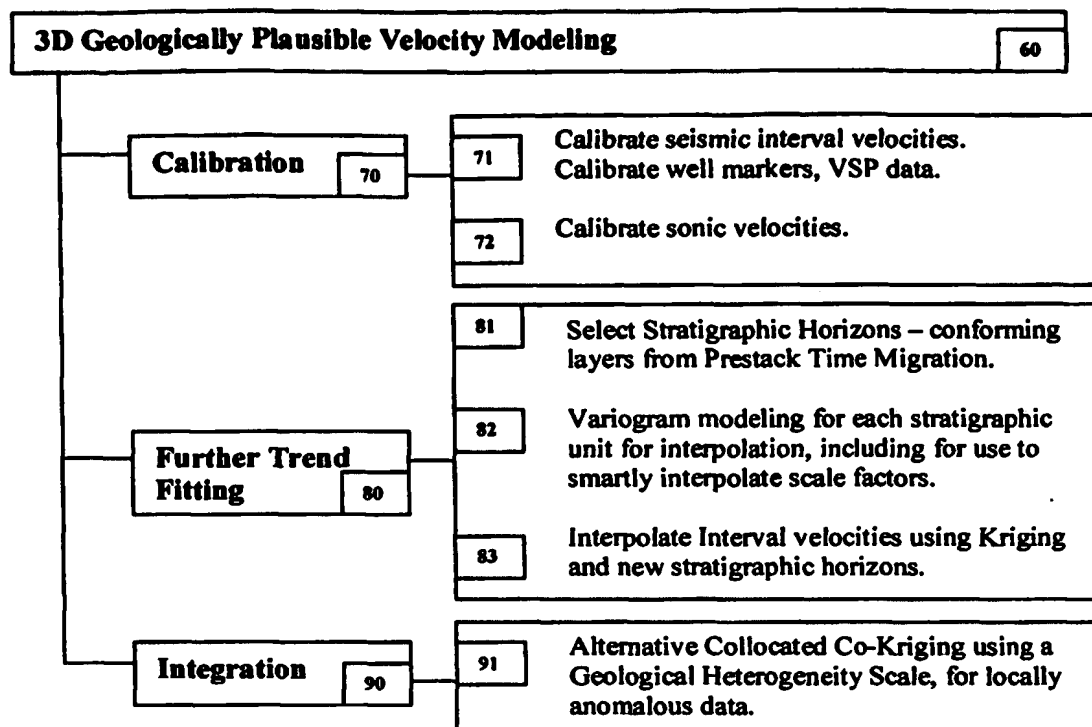 3D Geologically Plausible Velocity Modeling
60
Calibration
70
71
Calibrate seismic interval velocities.
Calibrate well markers, VSP data.
72
Calibrate sonic velocities.
Further Trend
Fitting
80
81
Select Stratigraphic Horizons – conforming
layers from Prestack Time Migration.
82
Variogram modeling for each stratigraphic
unit for interpolation, including for use to
smartly interpolate scale factors.
83
Interpolate Interval velocities using Kriging
and new stratigraphic horizons.
Integration
90
91
Alternative Collocated Co-Kriging using a
Geological Heterogeneity Scale, for locally
anomalous data.